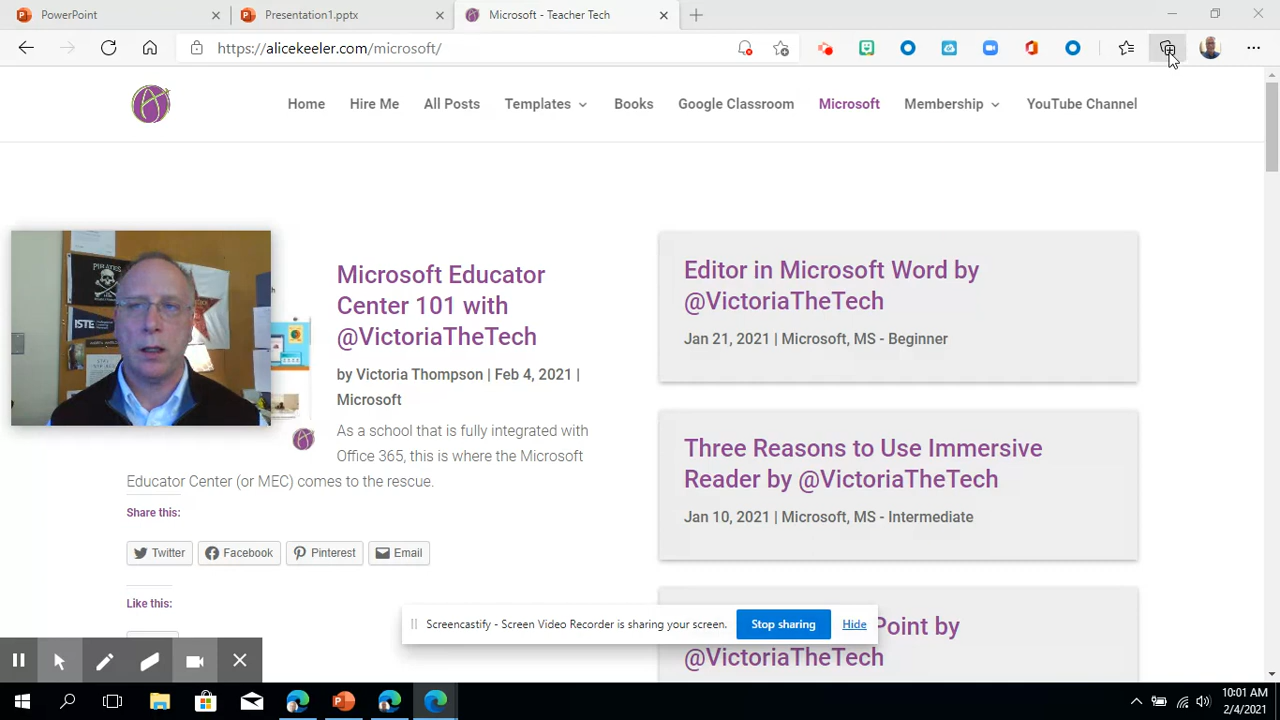 PowerPoint
Presentation1.pptx
Microsoft - Teacher Tech
https://alicekeeler.com/microsoft/
Home
Hire Me
All Posts
Templates
Books
Google Classroom
Microsoft
Membership
YouTube Channel
PIRATES
ISTE
Microsoft Educator
Center 101 with
@VictoriaTheTech
by Victoria Thompson | Feb 4, 2021 |
Microsoft
As a school that is fully integrated with
Office 365, this is where the Microsoft
Educator Center (or MEC) comes to the rescue.
Share this:
Twitter
Facebook
Pinterest
Email
Like this:
Editor in Microsoft Word by
@VictoriaTheTech
Jan 21, 2021 | Microsoft, MS - Beginner
Three Reasons to Use Immersive
Reader by @VictoriaTheTech
Jan 10, 2021 | Microsoft, MS - Intermediate
Point by
@VictoriaTheTech
Screencastify - Screen Video Recorder is sharing your screen.
Stop sharing
Hide
10:01 AM
2/4/2021